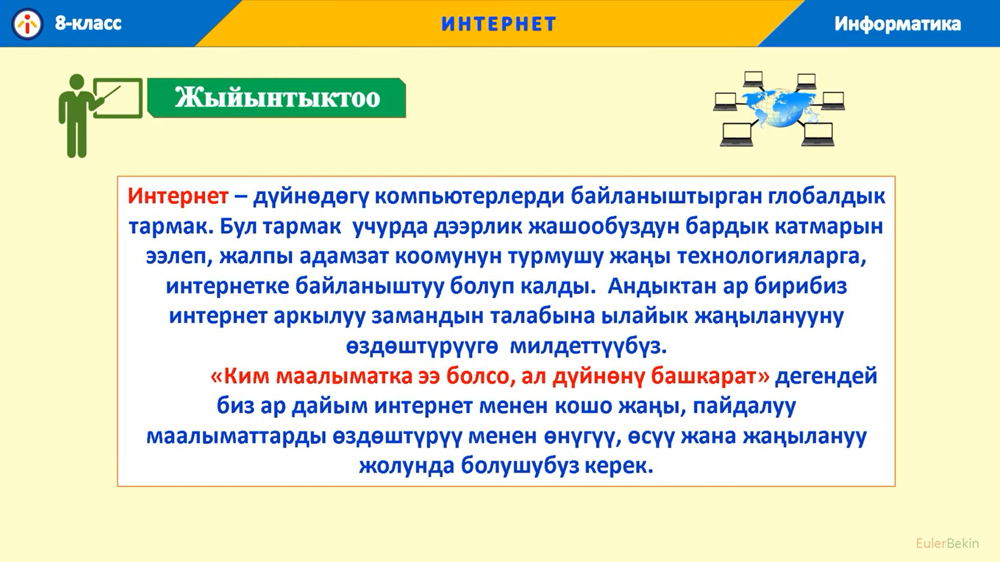 8-класс
ИНТЕРНЕТ
Информатика
Жыйынтыктоо
Интернет – дүйнөдөгү компьютерлерди байланыштырган глобалдык
тармак. Бул тармак учурда дээрлик жашообуздун бардык катмарын
ээлеп, жалпы адамзат коомунун турмушу жаңы технологияларга,
интернетке байланыштуу болуп калды. Андыктан ар бирибиз
интернет аркылуу замандын талабына ылайык жаңыланууну
өздөштүрүүгө милдеттүүбүз.
«Ким маалыматка ээ болсо, ал дүйнөнү башкарат» дегендей
биз ар дайым интернет менен кошо жаңы, пайдалуу
маалыматтарды өздөштүрүү менен өнүгүү, өсүү жана жаңылануу
жолунда болушубуз керек.
EulerBekin